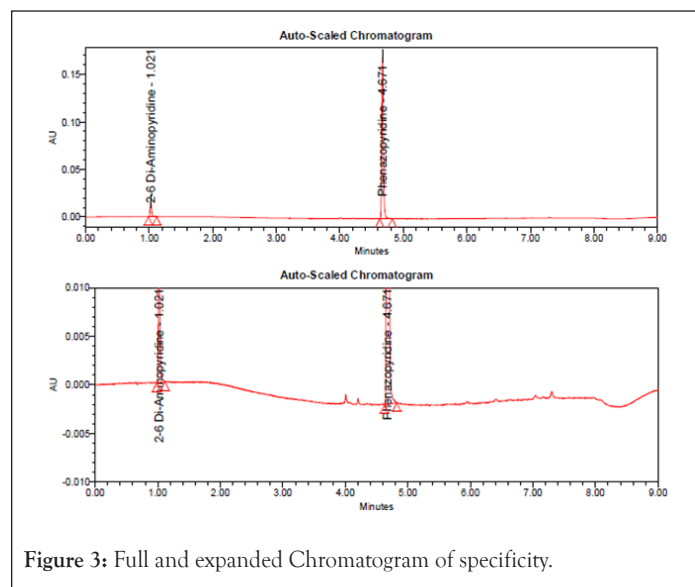 Auto-Scaled Chromatogram
AU
0.15
0.10
0.05
0.00
2-6 Di-Aminopyridine - 1.021
Phenazopyridine - 4.671
0.00 1.00 2.00 3.00 4.00 5.00 6.00 7.00 8.00 9.00
Minutes
Auto-Scaled Chromatogram
AU
0.010
0.005
0.000
-0.005
-0.010
2-6 Di-Aminopyridine - 1.021
Phenazopyridine - 4.671
0.00 1.00 2.00 3.00 4.00 5.00 6.00 7.00 8.00 9.00
Minutes
Figure 3: Full and expanded Chromatogram of specificity.